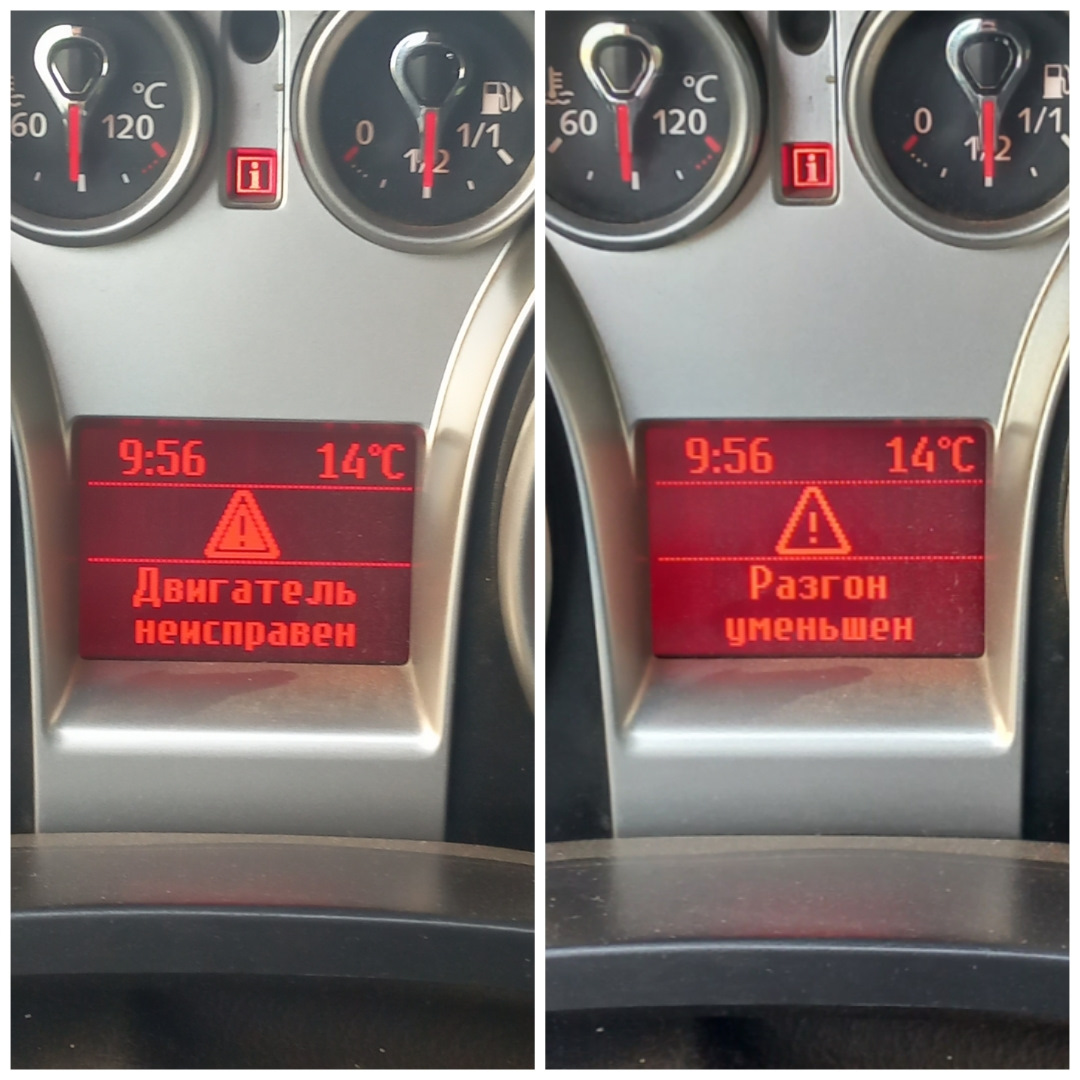 °C
60
120
0
1/2
1/1
i
9:56
14°C
Двигатель
неисправен
°C
60
120
0
1/2
1/1
i
9:56
14°C
Разгон
уменьшен